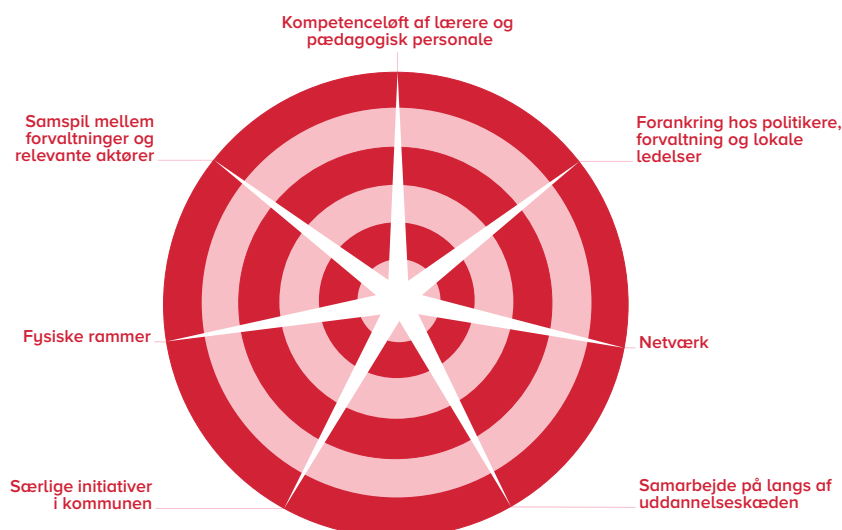 Kompetenceløft af lærere og
pædagogisk personale
Samspil mellem
forvaltninger og
relevante aktører
Forankring hos politikere,
forvaltning og lokale
ledelser
Fysiske rammer
Netværk
Særlige initiativer
i kommunen
Samarbejde på langs af
uddannelseskæden